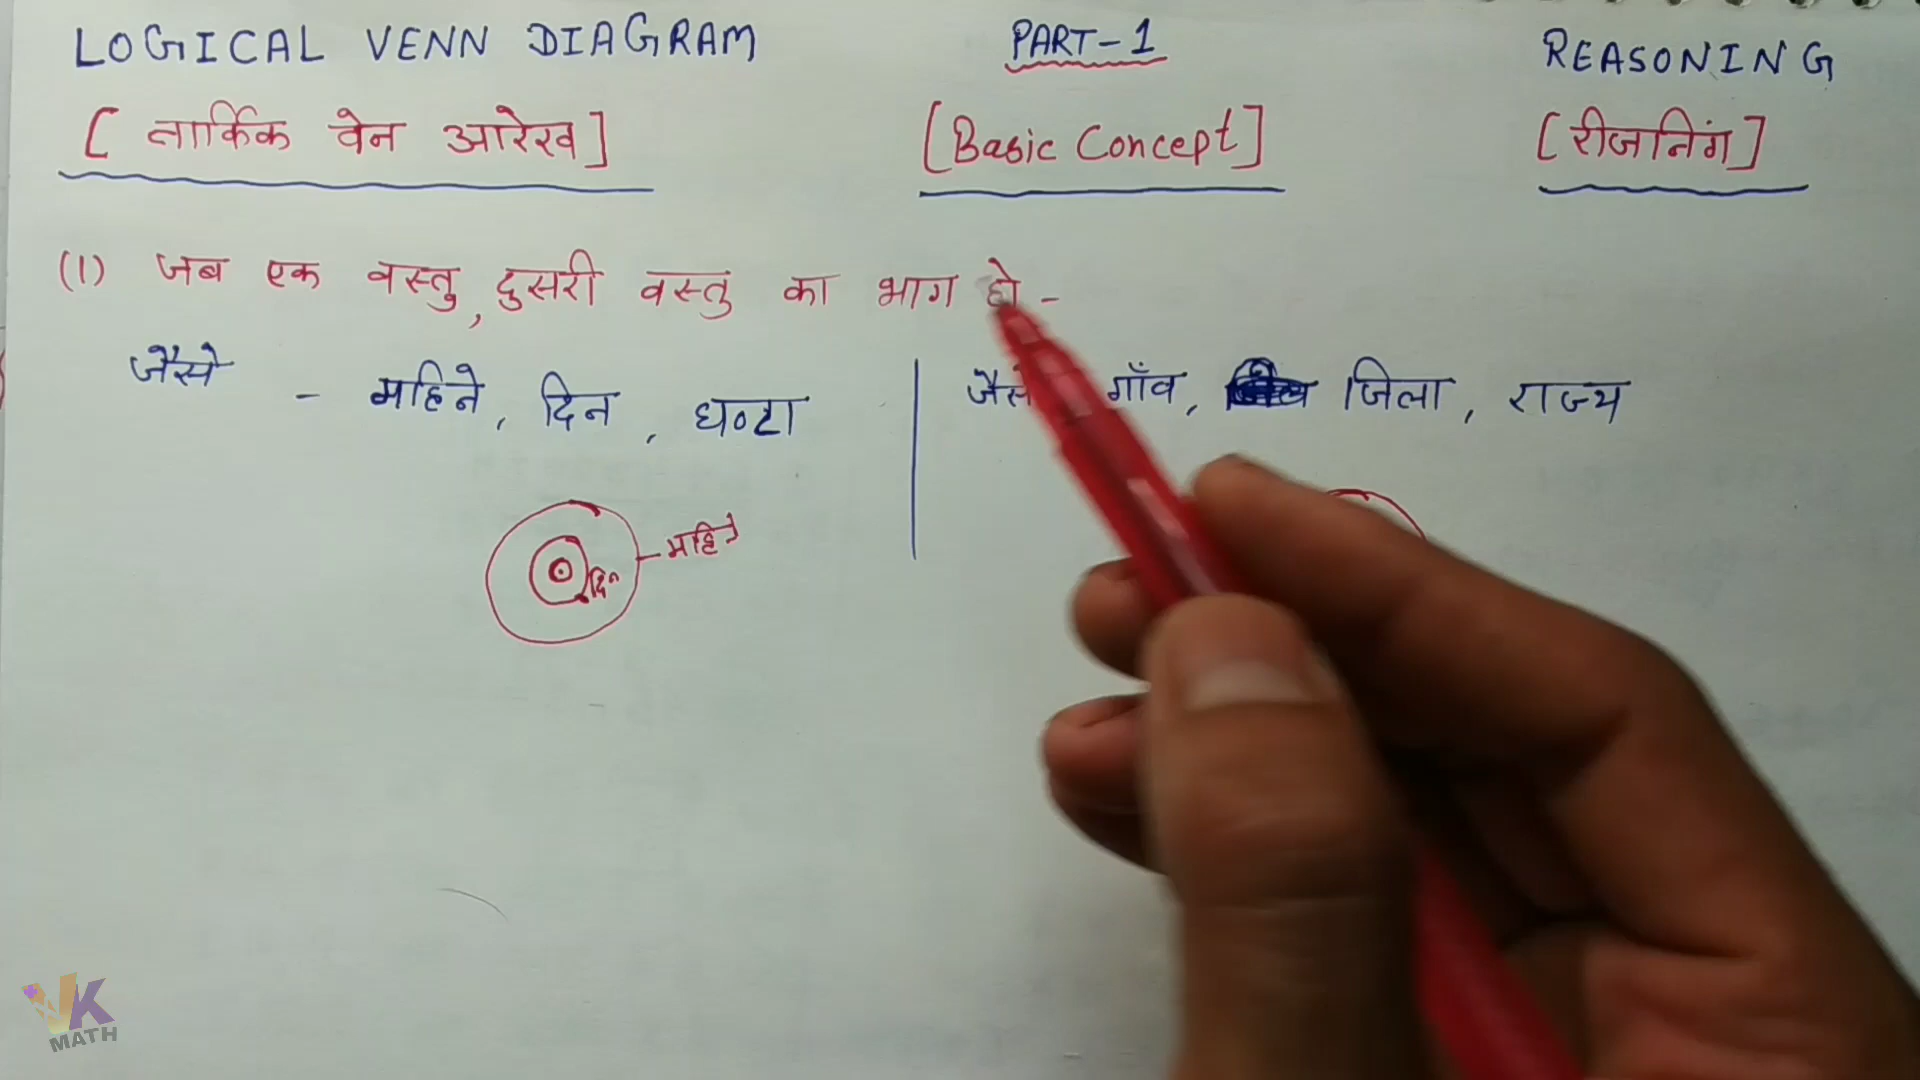 LOGICAL VENN DIAGRAM PART-1 REASONING
[तार्किक वेन आरेख] [Basic Concept] [रीजनिंग]
(1) जब एक वस्तु, दुसरी वस्तु का भाग हो -
जैसे - महिने, दिन, घण्टा
जैसे गाँव, जिला, राज्य
महिने
दिन
VK
MATH